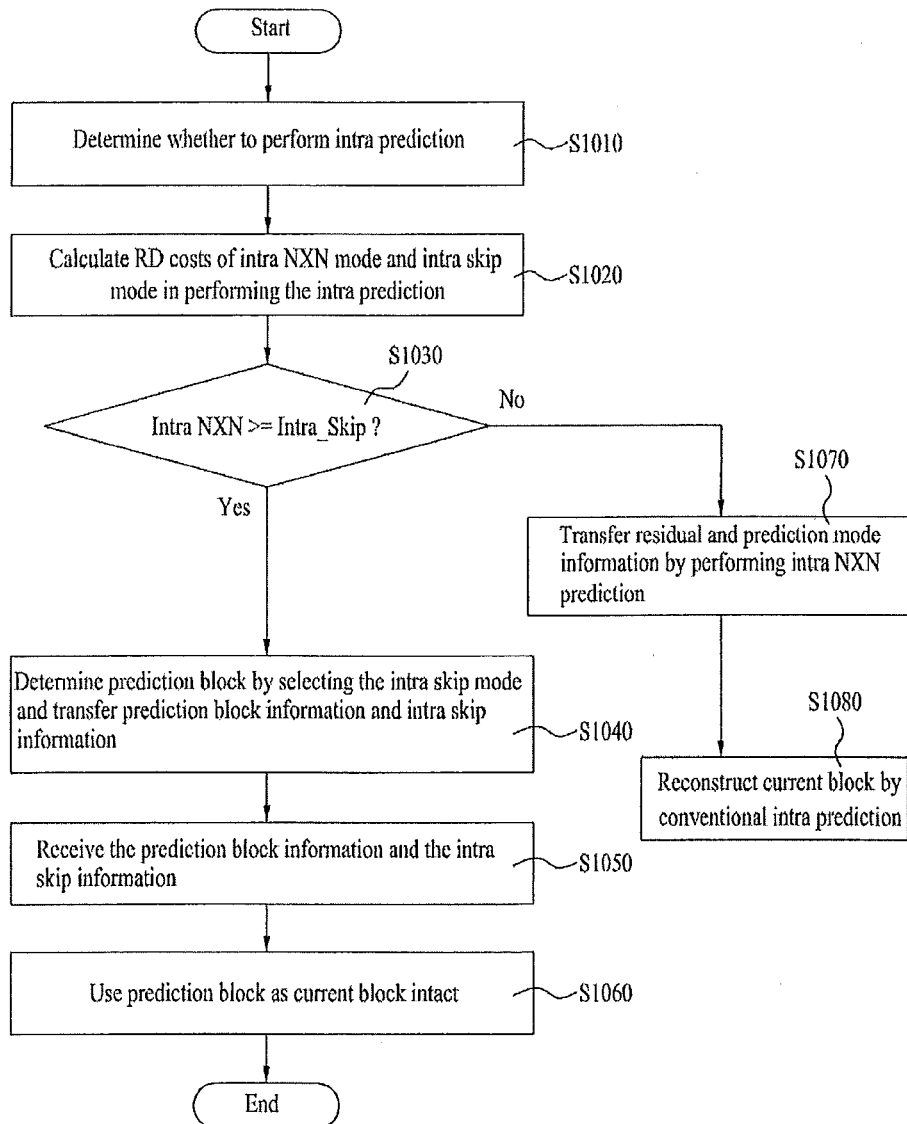 Start
Determine whether to perform intra prediction
S1010
Calculate RD costs of intra NXN mode and intra skip
mode in performing the intra prediction
S1020
S1030
Intra NXN >= Intra_Skip ?
No
Yes
S1070
Transfer residual and prediction mode
information by performing intra NXN
prediction
Determine prediction block by selecting the intra skip mode
and transfer prediction block information and intra skip
information
S1040
S1080
Reconstruct current block by
conventional intra prediction
Receive the prediction block information and the intra
skip information
S1050
Use prediction block as current block intact
S1060
End